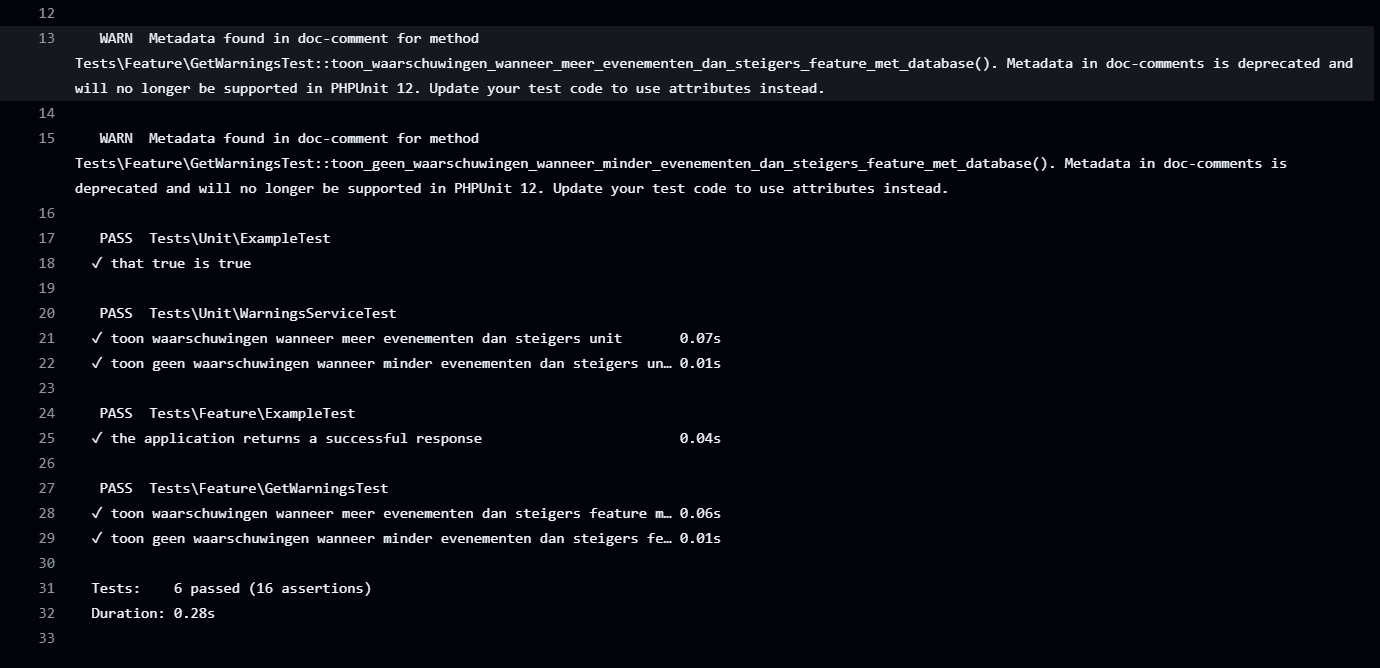 12
13 WARN Metadata found in doc-comment for method
Tests\Feature\GetWarningsTest::toon_waarschuwingen_wanneer_meer_evenementen_dan_steigers_feature_met_database(). Metadata in doc-comments is deprecated and
will no longer be supported in PHPUnit 12. Update your test code to use attributes instead.
14
15 WARN Metadata found in doc-comment for method
Tests\Feature\GetWarningsTest::toon_geen_waarschuwingen_wanneer_minder_evenementen_dan_steigers_feature_met_database(). Metadata in doc-comments is
deprecated and will no longer be supported in PHPUnit 12. Update your test code to use attributes instead.
16
17 PASS Tests\Unit\ExampleTest
18 ✓ that true is true
19
20 PASS Tests\Unit\WarningsServiceTest
21 ✓ toon waarschuwingen wanneer meer evenementen dan steigers unit 0.07s
22 ✓ toon geen waarschuwingen wanneer minder evenementen dan steigers un… 0.01s
23
24 PASS Tests\Feature\ExampleTest
25 ✓ the application returns a successful response 0.04s
26
27 PASS Tests\Feature\GetWarningsTest
28 ✓ toon waarschuwingen wanneer meer evenementen dan steigers feature m… 0.06s
29 ✓ toon geen waarschuwingen wanneer minder evenementen dan steigers fe… 0.01s
30
31 Tests: 6 passed (16 assertions)
32 Duration: 0.28s
33